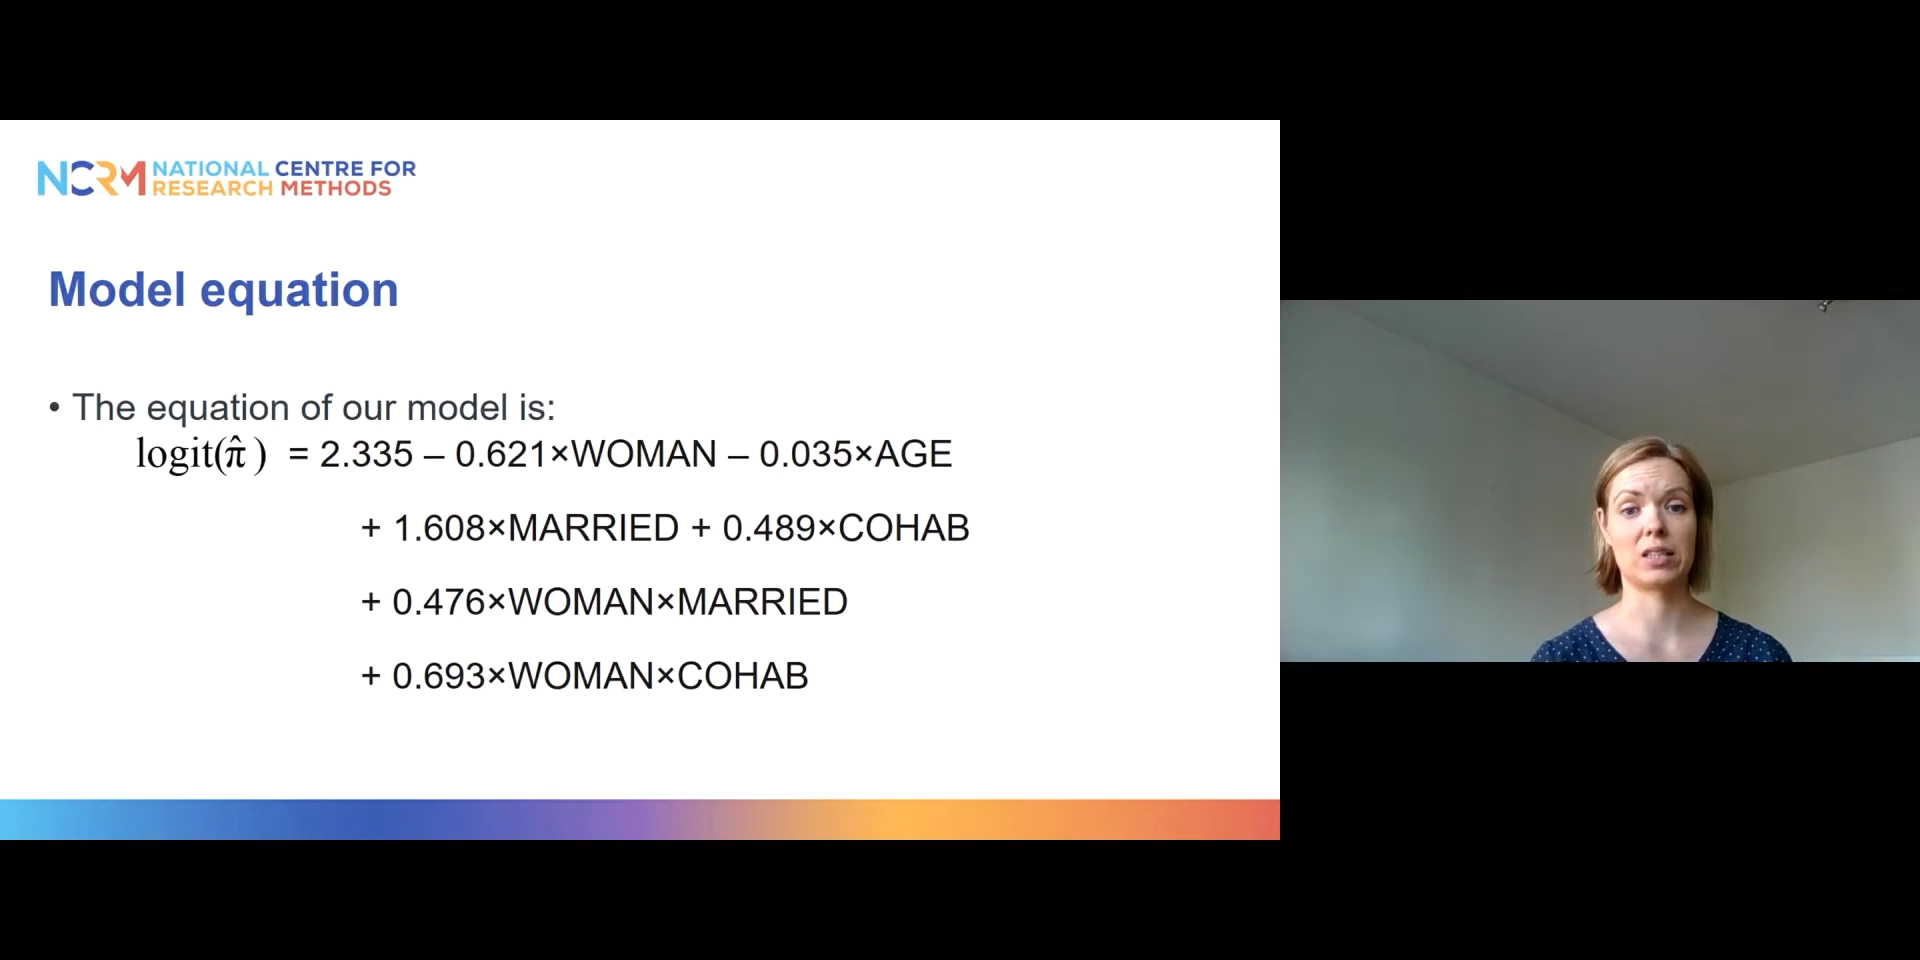 NCRM NATIONAL CENTRE FOR
RESEARCH METHODS
Model equation
• The equation of our model is:
logit(π̂) = 2.335 – 0.621×WOMAN – 0.035×AGE
+ 1.608×MARRIED + 0.489×COHAB
+ 0.476×WOMAN×MARRIED
+ 0.693×WOMAN×COHAB